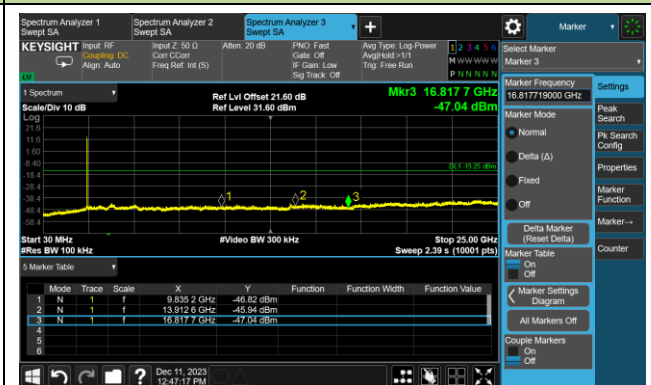 Spectrum Analyzer 1
Swept SA
Spectrum Analyzer 2
Swept SA
Spectrum Analyzer 3
Swept SA
+
Marker
KEYSIGHT
Input: RF
Coupling: DC
Align: Auto
Input Z: 50 Ω
Corr CCorr
Freq Ref: Int (S)
Atten: 20 dB
PNO: Fast
Gate: Off
IF Gain: Low
Sig Track: Off
Avg Type: Log-Power
Avg|Hold:>1/1
Trig: Free Run
1 2 3 4 5 6
M W W W W W
P N N N N N
Select Marker
Marker 3
1 Spectrum
Scale/Div 10 dB
Ref Lvl Offset 21.60 dB
Ref Level 31.60 dBm
Mkr3 16.817 7 GHz
-47.04 dBm
Log
21.6
11.6
1.60
-8.40
-18.4
-28.4
-38.4
-48.4
-58.4
DL1 -15.25 dBm
1
2
3
Start 30 MHz
#Res BW 100 kHz
#Video BW 300 kHz
Stop 25.00 GHz
Sweep 2.39 s (10001 pts)
5 Marker Table
Mode Trace Scale X Y Function Function Width Function Value
1 N 1 f 9.835 2 GHz -46.82 dBm
2 N 1 f 13.912 6 GHz -45.94 dBm
3 N 1 f 16.817 7 GHz -47.04 dBm
4
5
6
Marker Frequency
16.817719000 GHz
Marker Mode
Normal
Delta (Δ)
Fixed
Off
Delta Marker
(Reset Delta)
Marker Table
On
Off
Marker Settings
Diagram
All Markers Off
Couple Markers
On
Off
Settings
Peak
Search
Pk Search
Config
Properties
Marker
Function
Marker→
Counter
?
Dec 11, 2023
12:47:17 PM